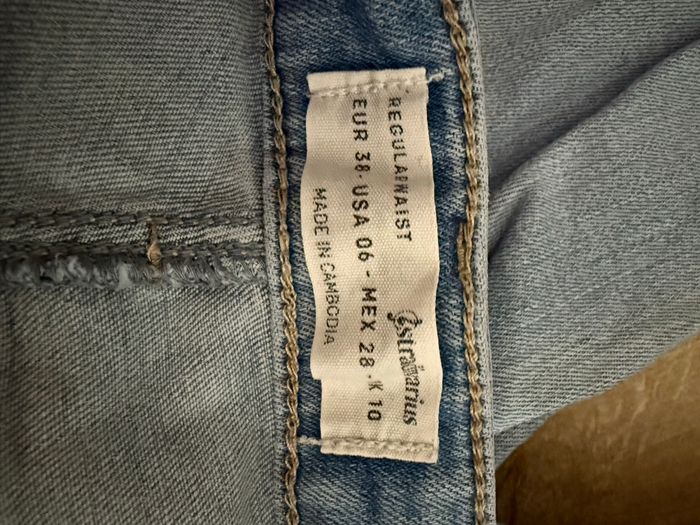 Stradivarius
REGULAR WAIST
EUR 38 - USA 06 - MEX 28 - K 10
MADE IN CAMBODIA